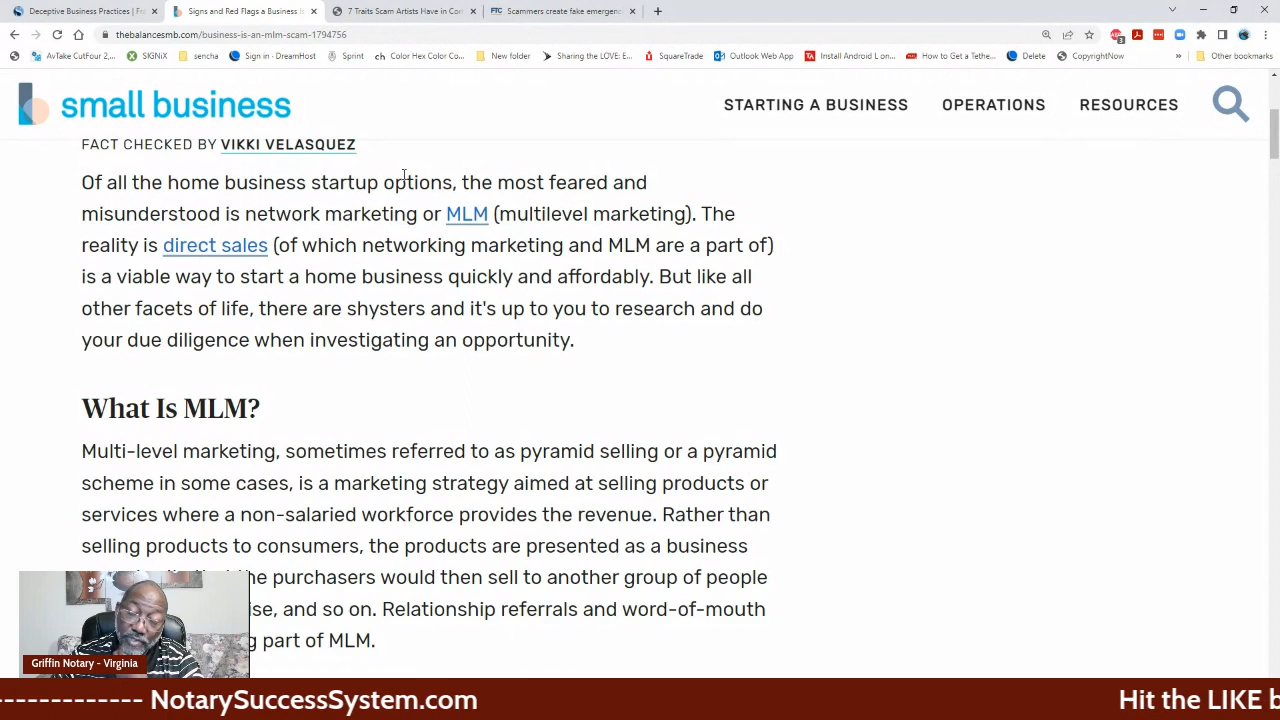 Deceptive Business Practices | Fra
Signs and Red Flags a Business Is
7 Traits Scam Artists Have in Com
FTC Scammers create fake emergenc
thebalancesmb.com/business-is-an-mlm-scam-1794756
AvTake CutFour 2,...
SIGNiX
sencha
Sign in - DreamHost
ch Color Hex Color Co...
New folder
Sharing the LOVE: E...
SquareTrade
Outlook Web App
Install Android L on...
How to Get a Tethe...
Delete
CopyrightNow
»
Other bookmarks
small business
STARTING A BUSINESS
OPERATIONS
RESOURCES
FACT CHECKED BY VIKKI VELASQUEZ
Of all the home business startup options, the most feared and
misunderstood is network marketing or MLM (multilevel marketing). The
reality is direct sales (of which networking marketing and MLM are a part of)
is a viable way to start a home business quickly and affordably. But like all
other facets of life, there are shysters and it's up to you to research and do
your due diligence when investigating an opportunity.
What Is MLM?
Multi-level marketing, sometimes referred to as pyramid selling or a pyramid
scheme in some cases, is a marketing strategy aimed at selling products or
services where a non-salaried workforce provides the revenue. Rather than
selling products to consumers, the products are presented as a business
the purchasers would then sell to another group of people
and so on. Relationship referrals and word-of-mouth
part of MLM.
Griffin Notary - Virginia
------------- NotarySuccessSystem.com
Hit the LIKE b